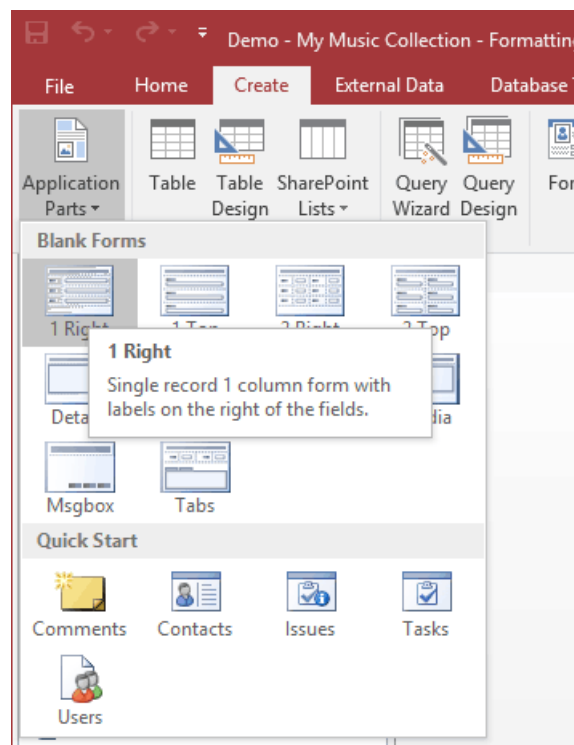 Demo - My Music Collection - Formatting
File Home Create External Data Database
Application Parts Table Table Design SharePoint Lists Query Wizard Query Design
Blank Forms
1 Right
1 Right
Single record 1 column form with
labels on the right of the fields.
Msgbox Tabs
Quick Start
Comments Contacts Issues Tasks
Users